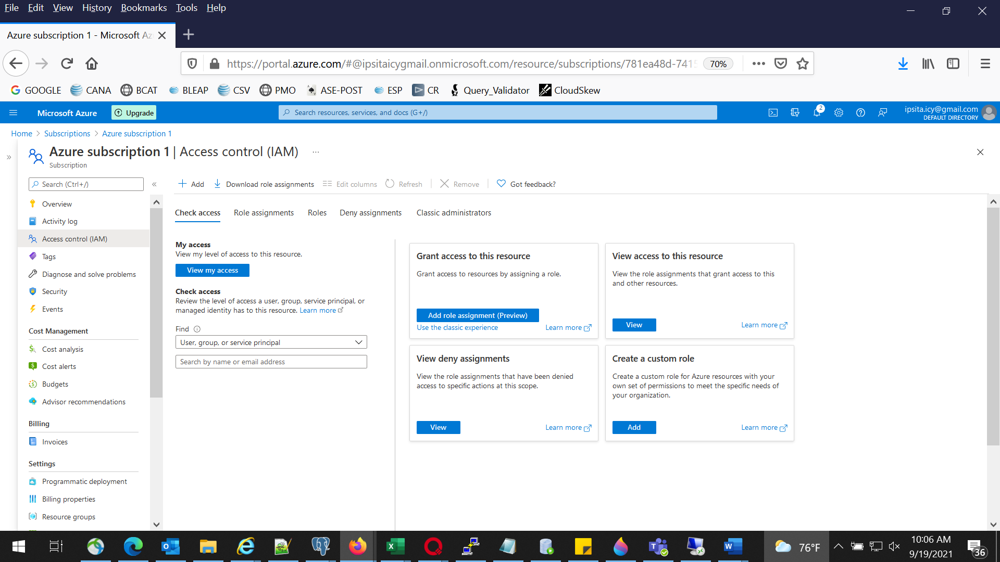 File Edit View History Bookmarks Tools Help
Azure subscription 1 - Microsoft Az
https://portal.azure.com/#@ipsitaicygmail.onmicrosoft.com/resource/subscriptions/781ea48d-7415
70%
GOOGLE CANA BCAT BLEAP CSV PMO ASE-POST ESP CR Query_Validator CloudSkew
Microsoft Azure Upgrade Search resources, services, and docs (G+/) 2 ipsita.icy@gmail.com
DEFAULT DIRECTORY
Home > Subscriptions > Azure subscription 1
Azure subscription 1 | Access control (IAM) ...
Subscription
Search (Ctrl+/)
Overview
Activity log
Access control (IAM)
Tags
Diagnose and solve problems
Security
Events
Cost Management
Cost analysis
Cost alerts
Budgets
Advisor recommendations
Billing
Invoices
Settings
Programmatic deployment
Billing properties
Resource groups
Add Download role assignments Edit columns Refresh Remove Got feedback?
Check access Role assignments Roles Deny assignments Classic administrators
My access
View my level of access to this resource.
View my access
Check access
Review the level of access a user, group, service principal, or
managed identity has to this resource. Learn more
Find
User, group, or service principal
Search by name or email address
Grant access to this resource
Grant access to resources by assigning a role.
Add role assignment (Preview)
Use the classic experience Learn more
View access to this resource
View the role assignments that grant access to this
and other resources.
View Learn more
View deny assignments
View the role assignments that have been denied
access to specific actions at this scope.
View Learn more
Create a custom role
Create a custom role for Azure resources with your
own set of permissions to meet the specific needs of
your organization.
Add Learn more
76°F
10:06 AM
9/19/2021
36